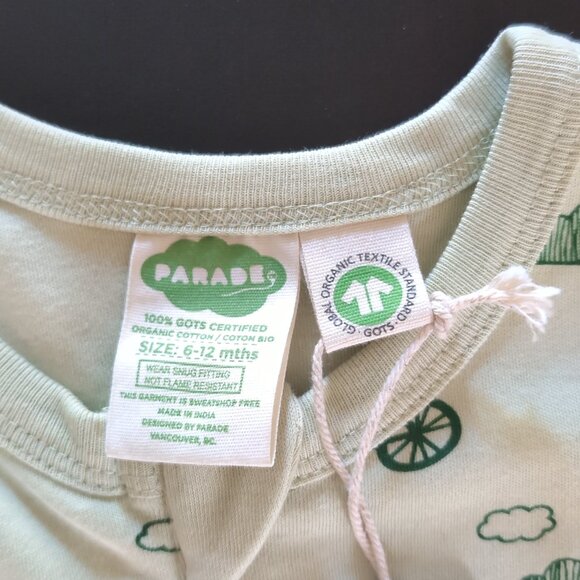 PARADE
100% GOTS CERTIFIED
ORGANIC COTTON / COTON BIO
SIZE: 6-12 mths
WEAR SNUG FITTING
NOT FLAME RESISTANT
THIS GARMENT IS SWEATSHOP FREE
MADE IN INDIA
DESIGNED BY PARADE
VANCOUVER, BC.
GLOBAL ORGANIC TEXTILE STANDARD
· GOTS ·